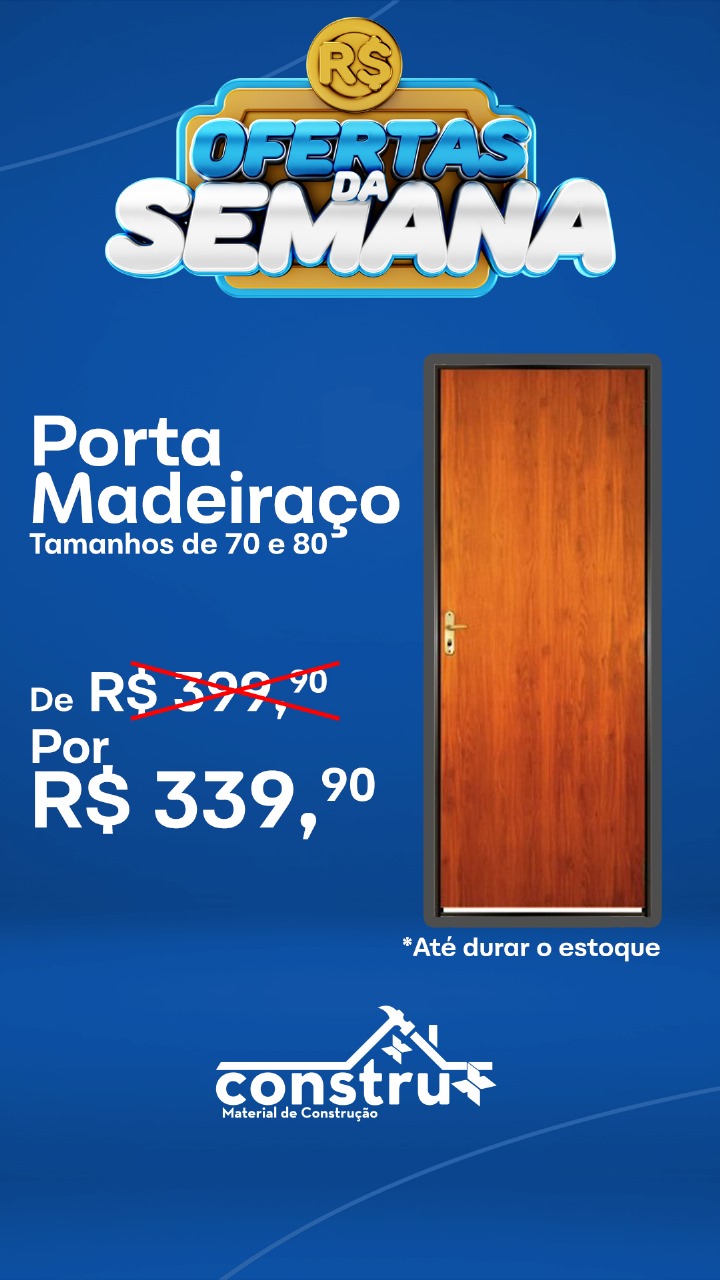 R$
OFERTAS
DA
SEMANA
Porta
Madeiraço
Tamanhos de 70 e 80
De R$ 399,90
Por
R$ 339,90
*Até durar o estoque
constru
Material de Construção